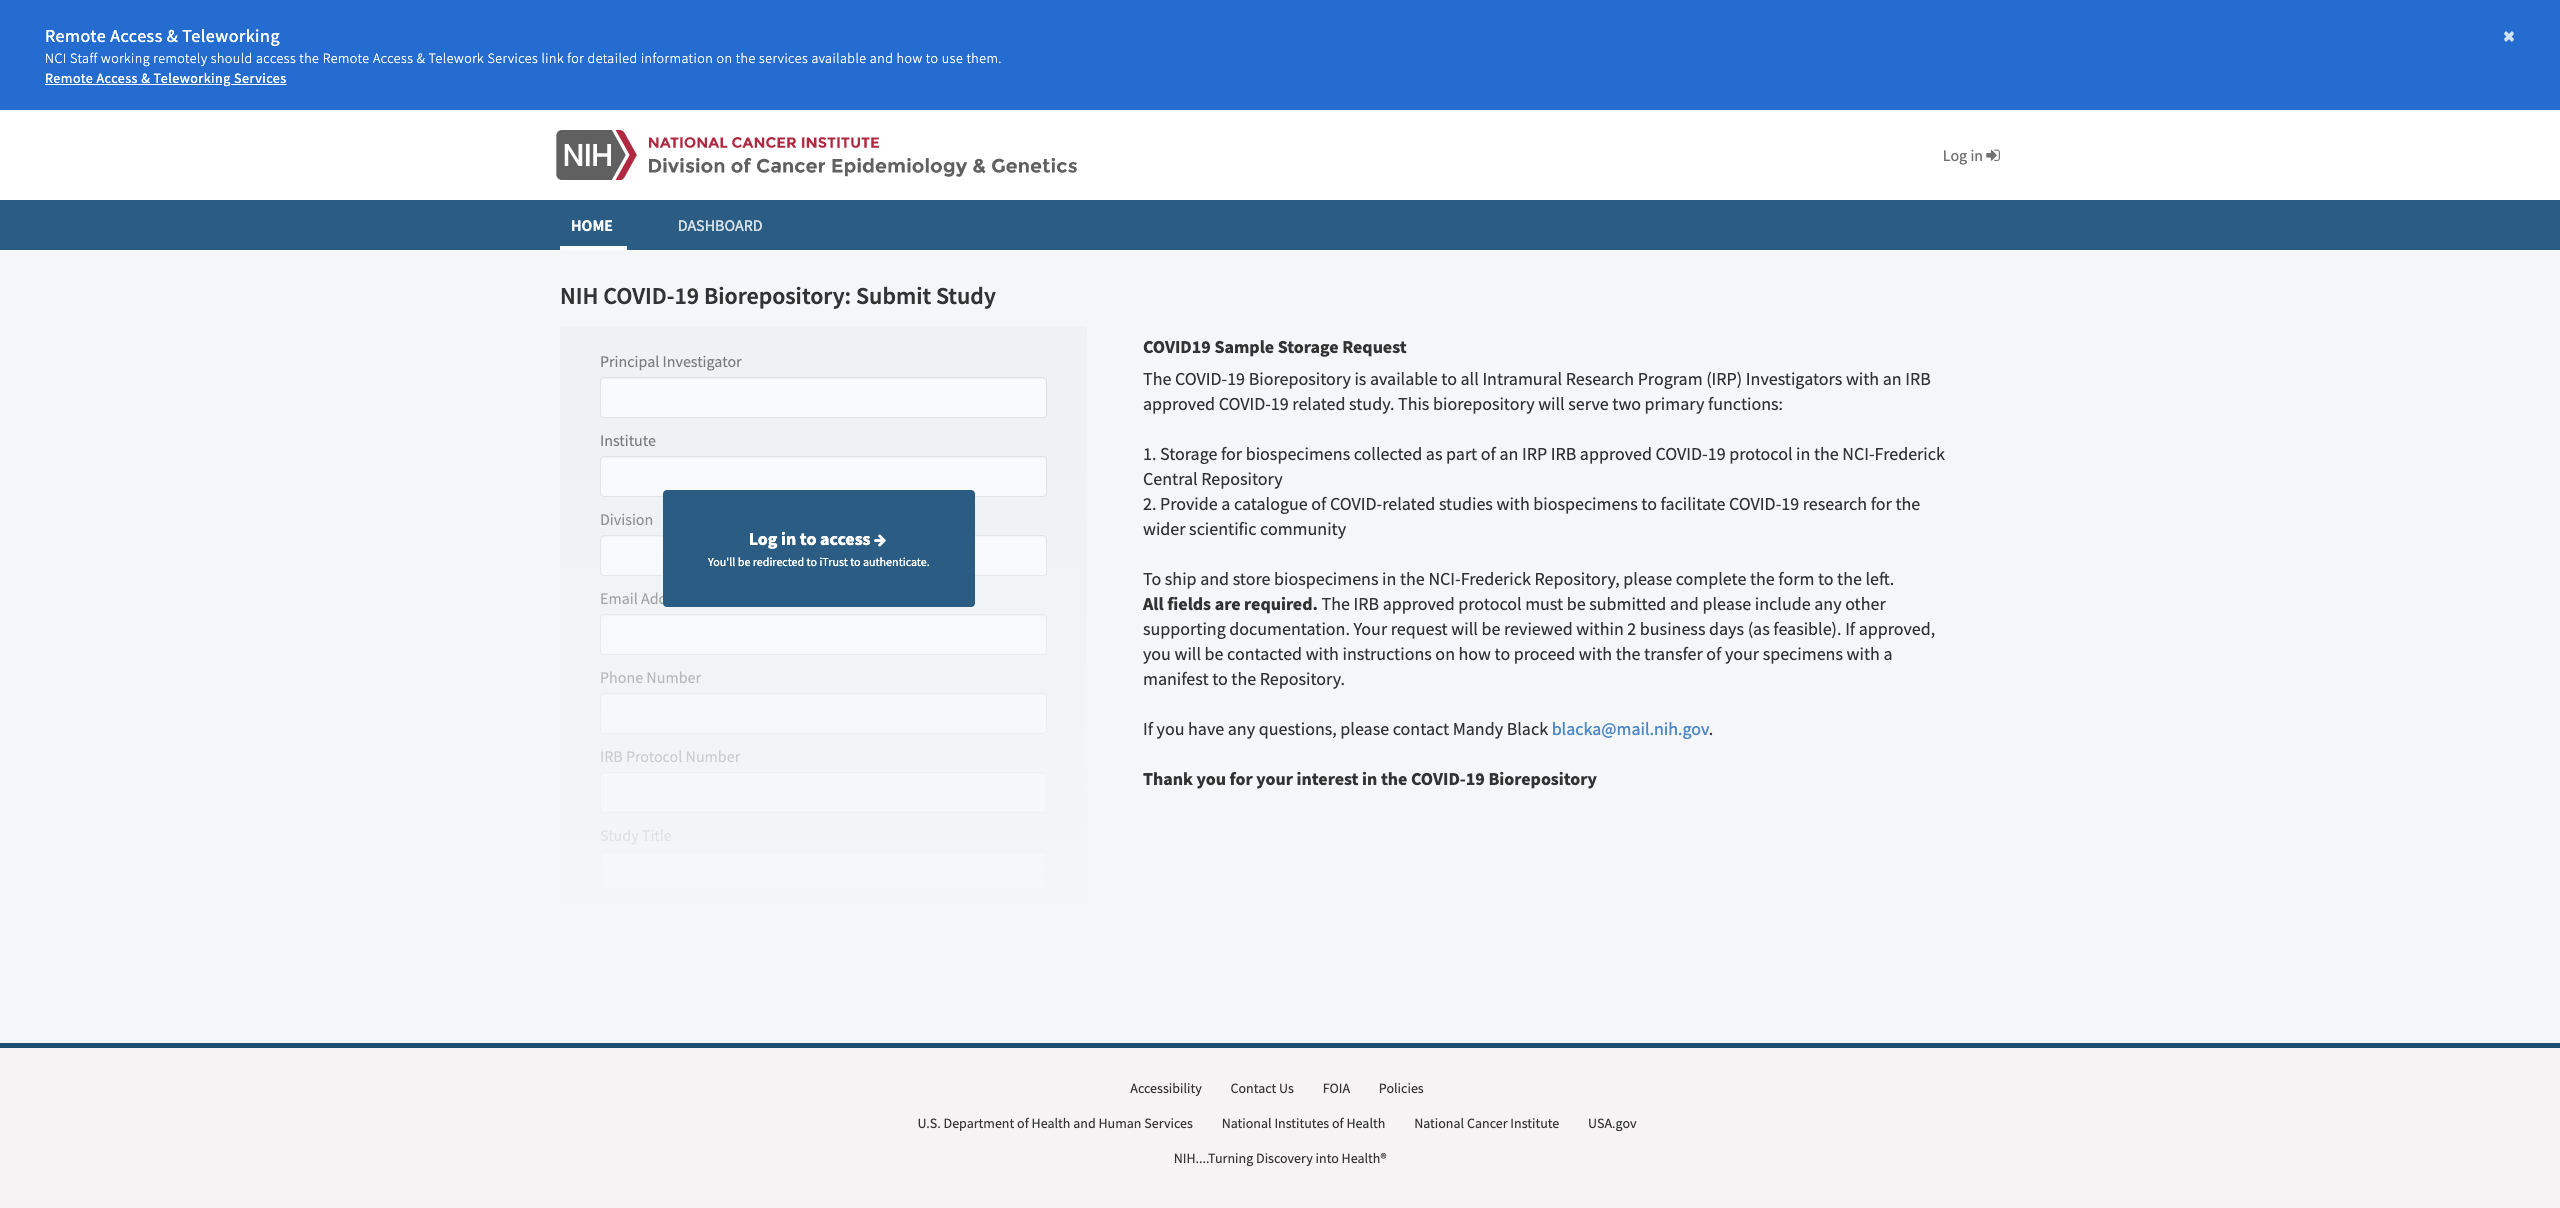 Remote Access & Teleworking
NCI Staff working remotely should access the Remote Access & Telework Services link for detailed information on the services available and how to use them.
Remote Access & Teleworking Services
NIH
NATIONAL CANCER INSTITUTE
Division of Cancer Epidemiology & Genetics
Log in
HOME
DASHBOARD
NIH COVID-19 Biorepository: Submit Study
Principal Investigator
Institute
Division
Email Add
Phone Number
IRB Protocol Number
Study Title
Log in to access
You'll be redirected to iTrust to authenticate.
COVID19 Sample Storage Request
The COVID-19 Biorepository is available to all Intramural Research Program (IRP) Investigators with an IRB
approved COVID-19 related study. This biorepository will serve two primary functions:
1. Storage for biospecimens collected as part of an IRP IRB approved COVID-19 protocol in the NCI-Frederick
Central Repository
2. Provide a catalogue of COVID-related studies with biospecimens to facilitate COVID-19 research for the
wider scientific community
To ship and store biospecimens in the NCI-Frederick Repository, please complete the form to the left.
All fields are required. The IRB approved protocol must be submitted and please include any other
supporting documentation. Your request will be reviewed within 2 business days (as feasible). If approved,
you will be contacted with instructions on how to proceed with the transfer of your specimens with a
manifest to the Repository.
If you have any questions, please contact Mandy Black blacka@mail.nih.gov.
Thank you for your interest in the COVID-19 Biorepository
Accessibility Contact Us FOIA Policies
U.S. Department of Health and Human Services National Institutes of Health National Cancer Institute USA.gov
NIH....Turning Discovery into Health®